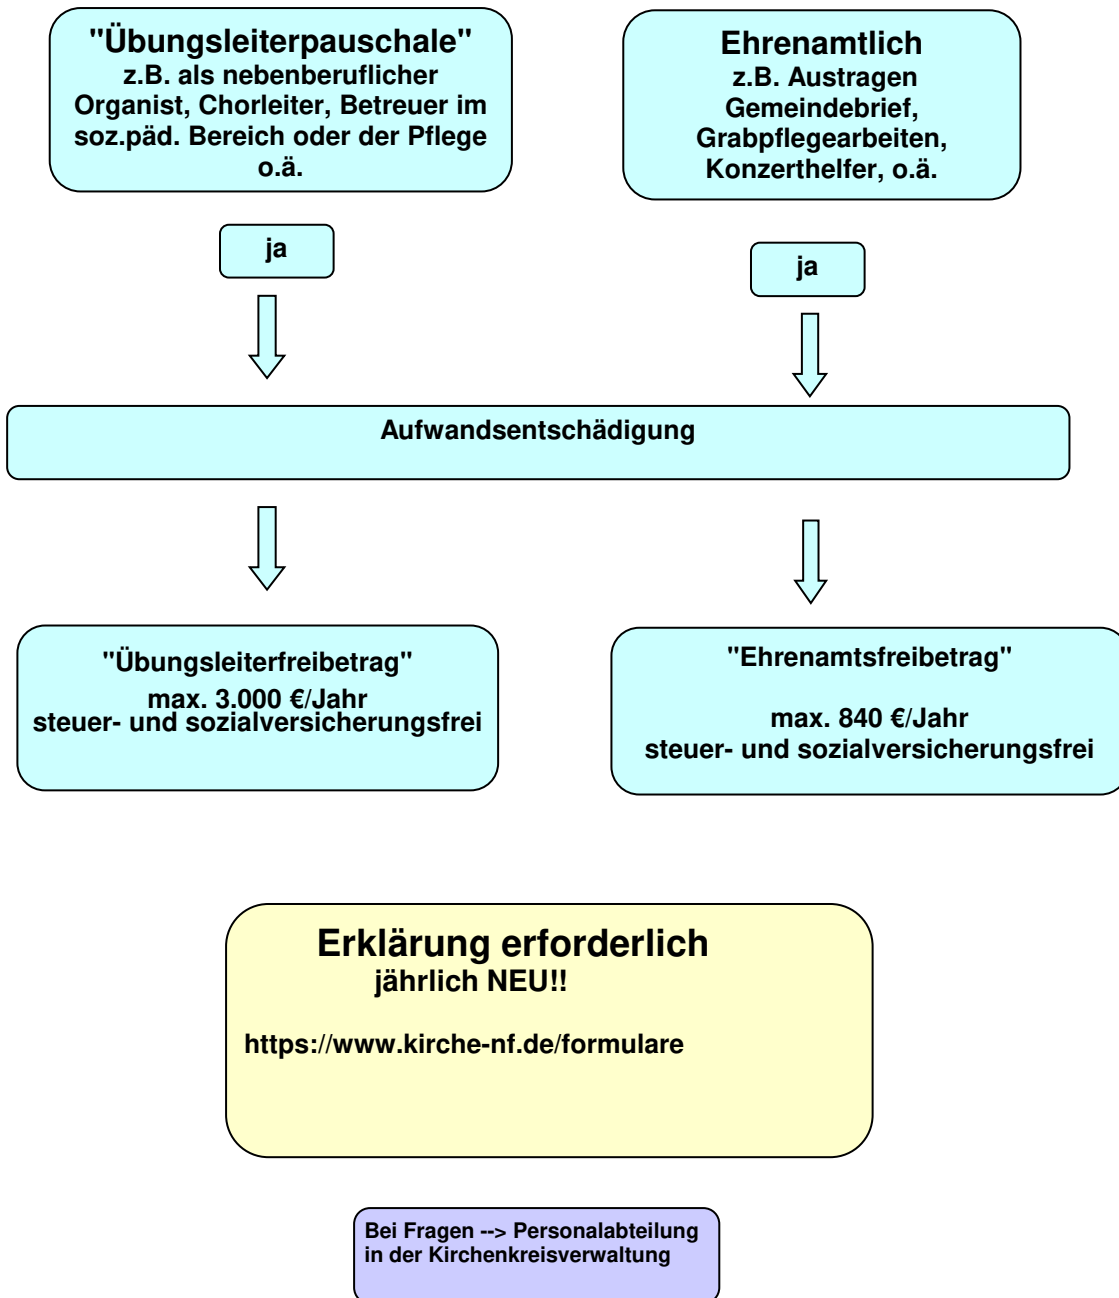 "Übungsleiterpauschale"
z.B. als nebenberuflicher
Organist, Chorleiter, Betreuer im
soz.päd. Bereich oder der Pflege
o.ä.
Ehrenamtlich
z.B. Austragen
Gemeindebrief,
Grabpflegearbeiten,
Konzerthelfer, o.ä.
ja
ja
Aufwandsentschädigung
"Übungsleiterfreibetrag"
max. 3.000 €/Jahr
steuer- und sozialversicherungsfrei
"Ehrenamtsfreibetrag"
max. 840 €/Jahr
steuer- und sozialversicherungsfrei
Erklärung erforderlich
jährlich NEU!!
https://www.kirche-nf.de/formulare
Bei Fragen --> Personalabteilung
in der Kirchenkreisverwaltung